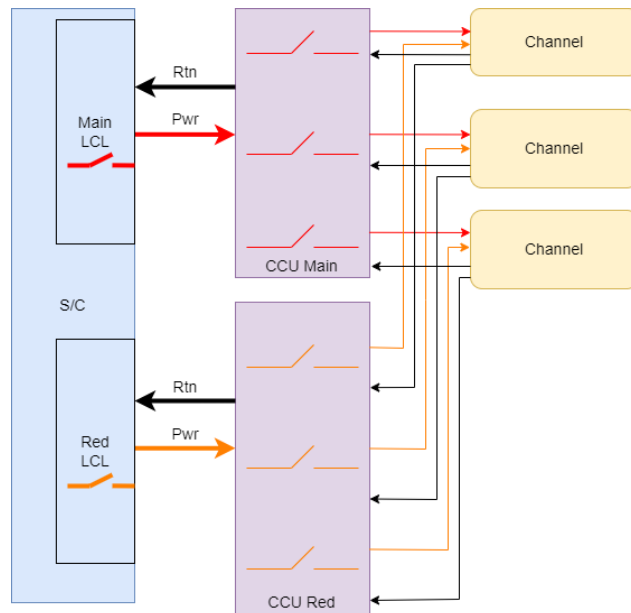 Channel
Rtn
Main
LCL
Pwr
Channel
Channel
CCU Main
S/C
Rtn
Pwr
Red
LCL
CCU Red